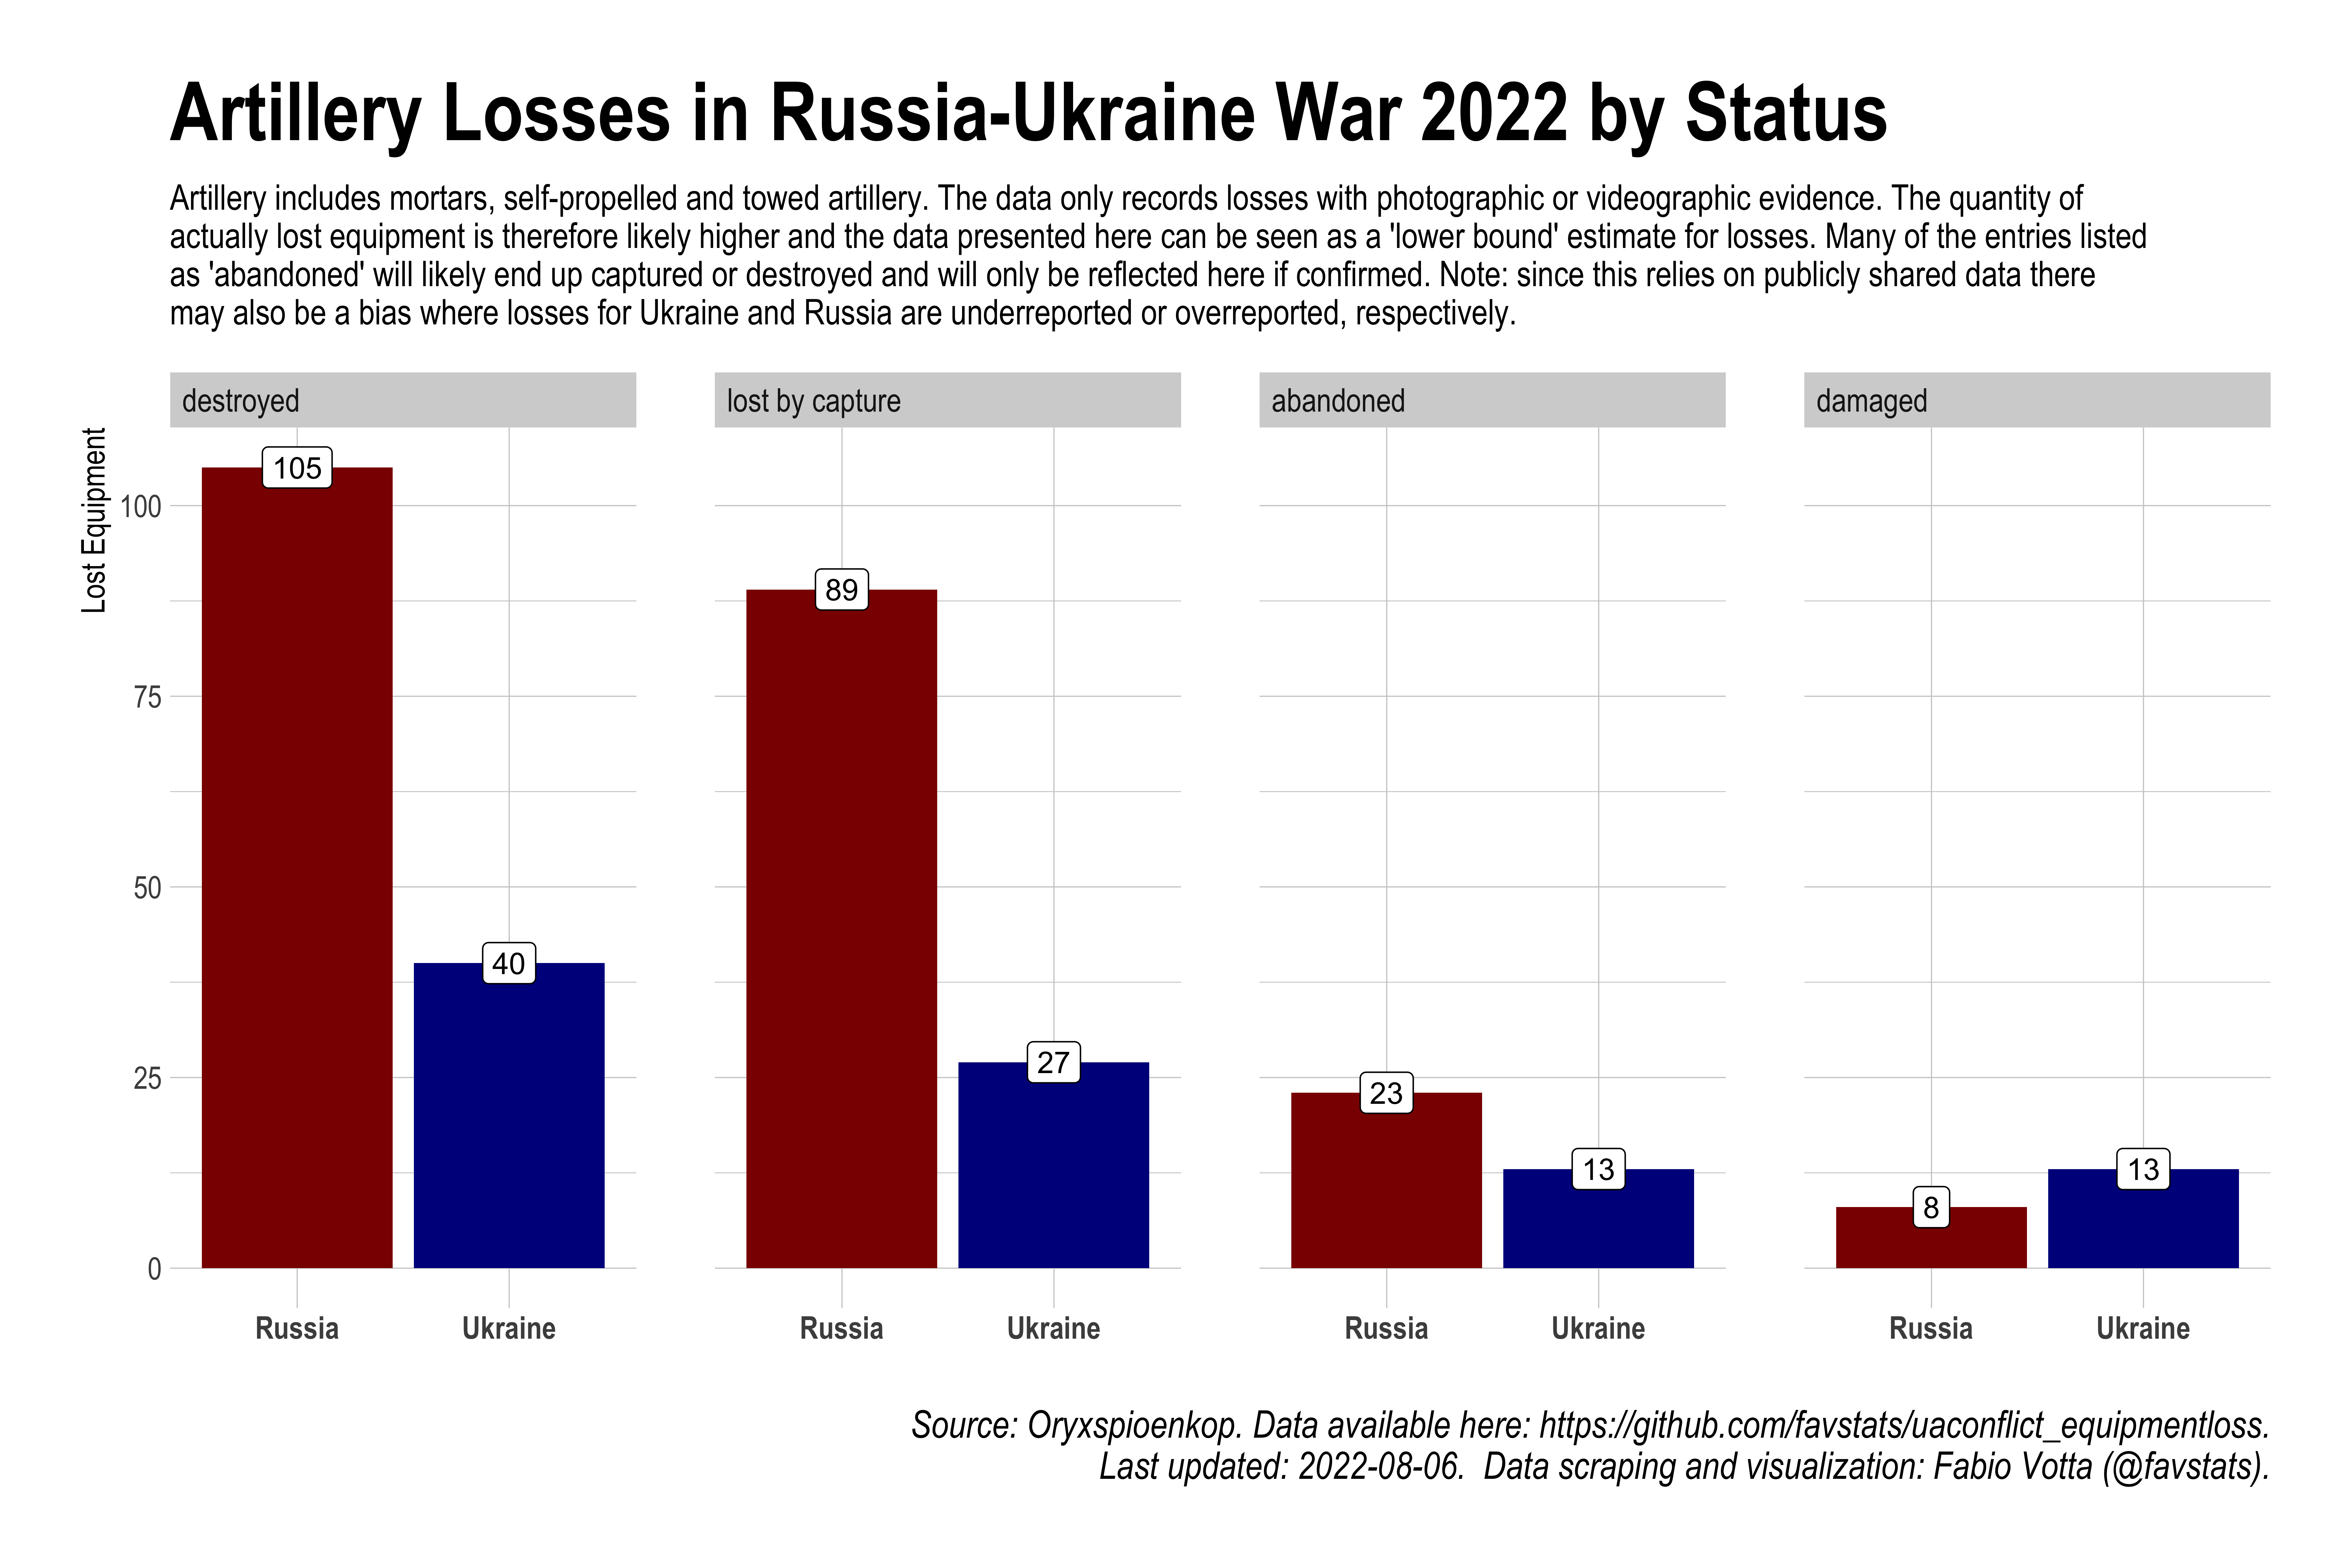 Artillery Losses in Russia-Ukraine War 2022 by Status
Artillery includes mortars, self-propelled and towed artillery. The data only records losses with photographic or videographic evidence. The quantity of
actually lost equipment is therefore likely higher and the data presented here can be seen as a 'lower bound' estimate for losses. Many of the entries listed
as 'abandoned' will likely end up captured or destroyed and will only be reflected here if confirmed. Note: since this relies on publicly shared data there
may also be a bias where losses for Ukraine and Russia are underreported or overreported, respectively.
destroyed
lost by capture
abandoned
damaged
Lost Equipment
100
75
50
25
0
105
40
89
27
23
13
8
13
Russia
Ukraine
Russia
Ukraine
Russia
Ukraine
Russia
Ukraine
Source: Oryxspioenkop. Data available here: https://github.com/favstats/uaconflict_equipmentloss.
Last updated: 2022-08-06.  Data scraping and visualization: Fabio Votta (@favstats).